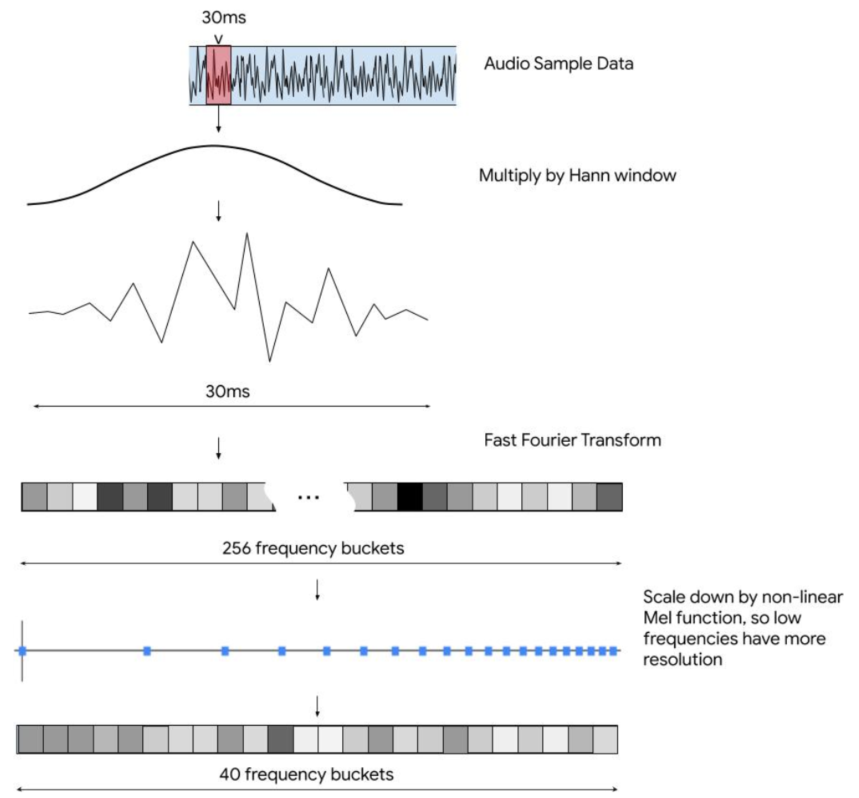 30ms
Audio Sample Data
Multiply by Hann window
30ms
Fast Fourier Transform
...
256 frequency buckets
Scale down by non-linear
Mel function, so low
frequencies have more
resolution
40 frequency buckets